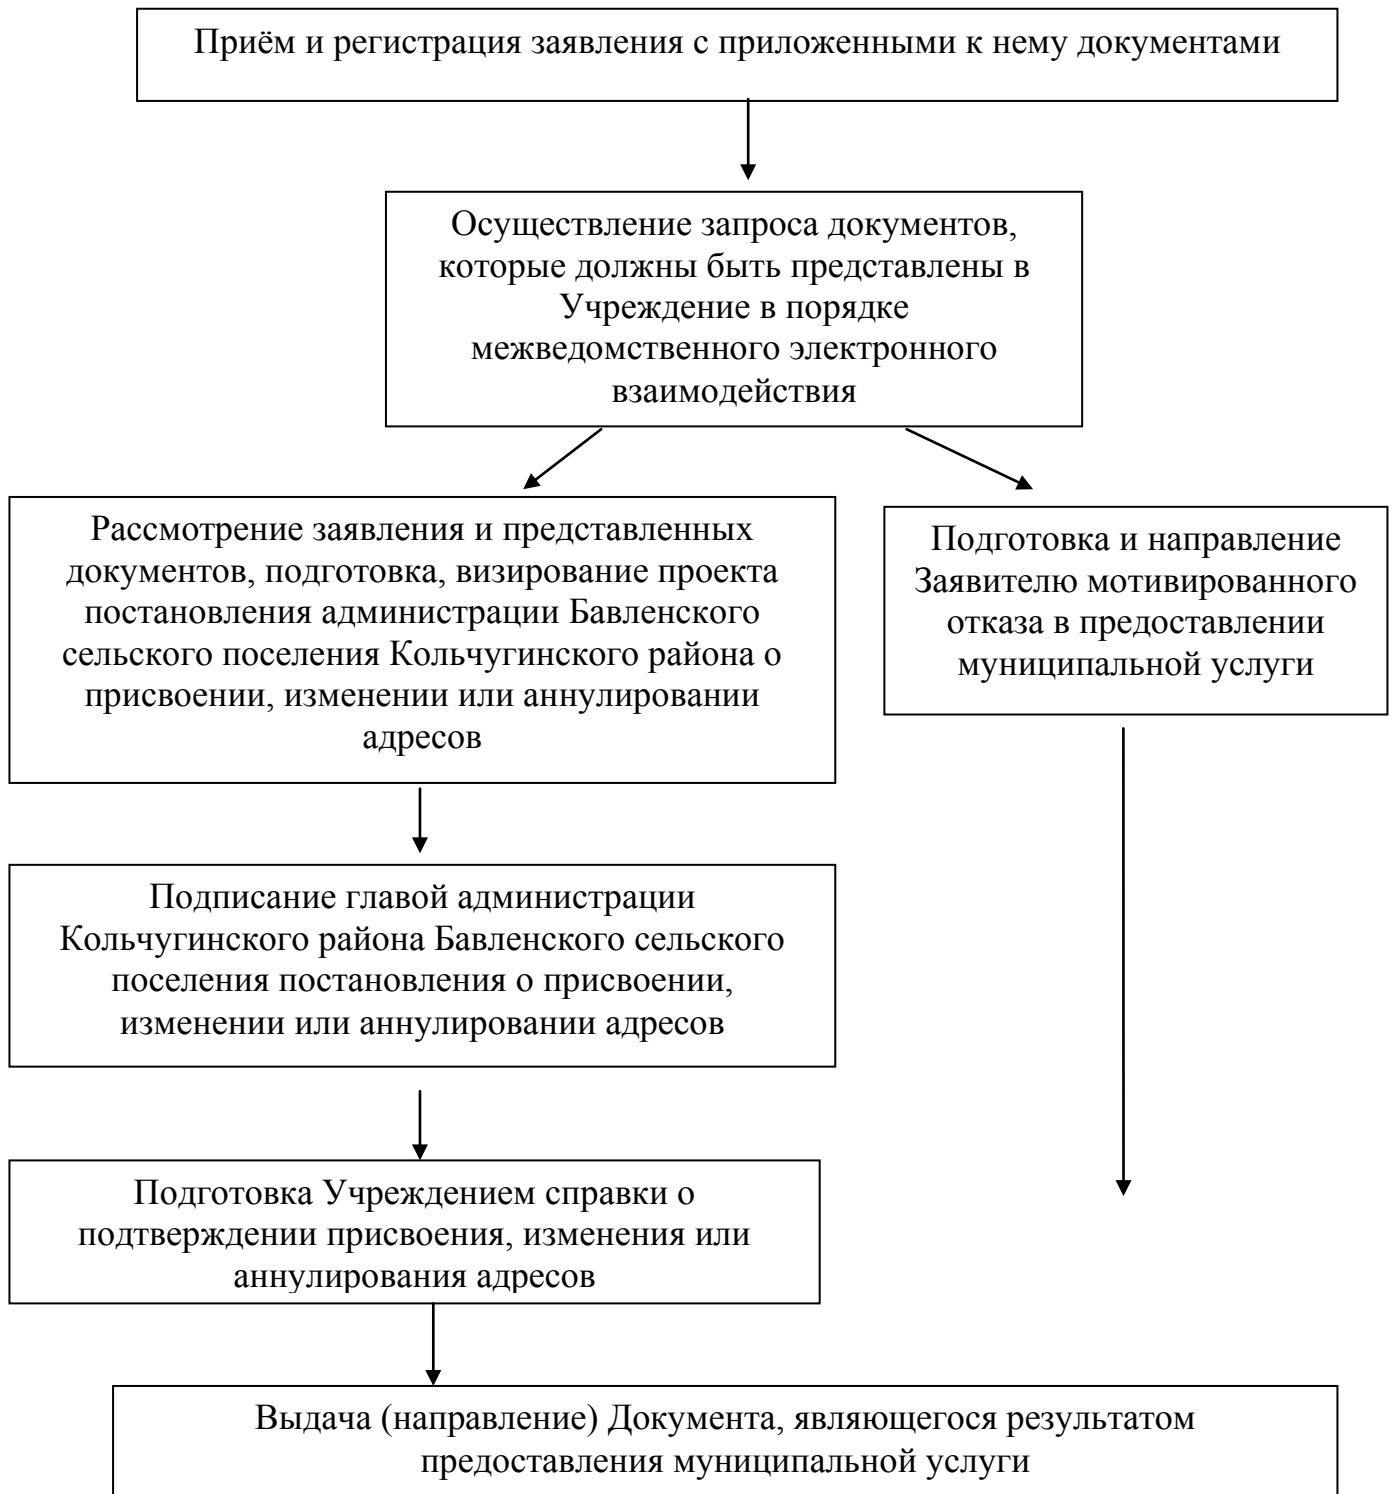 Приём и регистрация заявления с приложенными к нему документами
Осуществление запроса документов,
которые должны быть представлены в
Учреждение в порядке
межведомственного электронного
взаимодействия
Рассмотрение заявления и представленных
документов, подготовка, визирование проекта
постановления администрации Бавленского
сельского поселения Кольчугинского района о
присвоении, изменении или аннулировании
адресов
Подготовка и направление
Заявителю мотивированного
отказа в предоставлении
муниципальной услуги
Подписание главой администрации
Кольчугинского района Бавленского сельского
поселения постановления о присвоении,
изменении или аннулировании адресов
Подготовка Учреждением справки о
подтверждении присвоения, изменения или
аннулирования адресов
Выдача (направление) Документа, являющегося результатом
предоставления муниципальной услуги